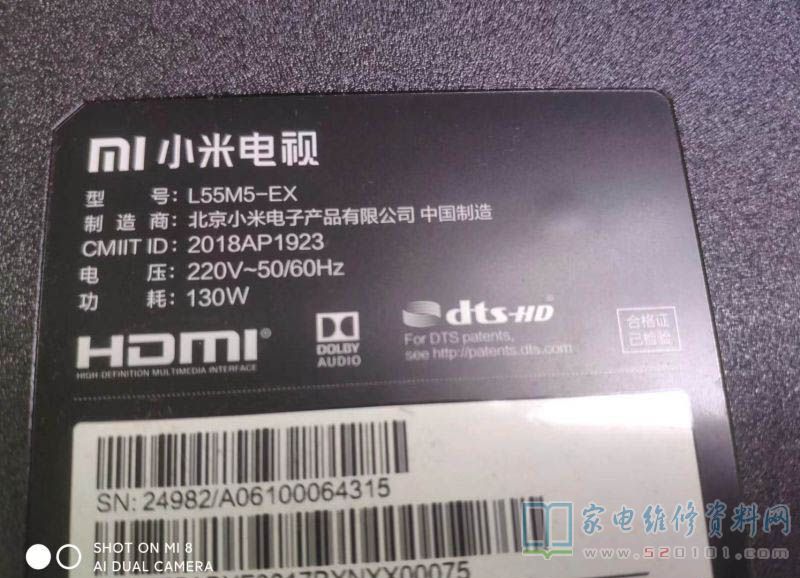 mi 小米电视
型 号: L55M5-EX
制 造 商: 北京小米电子产品有限公司 中国制造
CMIIT ID: 2018AP1923
电 压: 220V~50/60Hz
功 耗: 130W
HDMI®
HIGH-DEFINITION MULTIMEDIA INTERFACE
DOLBY
AUDIO
dts-HD®
For DTS patents,
see http://patents.dts.com
合格证
已检验
SN: 24982/A06100064315
SHOT ON MI 8
AI DUAL CAMERA
家电维修资料网
www.520101.com